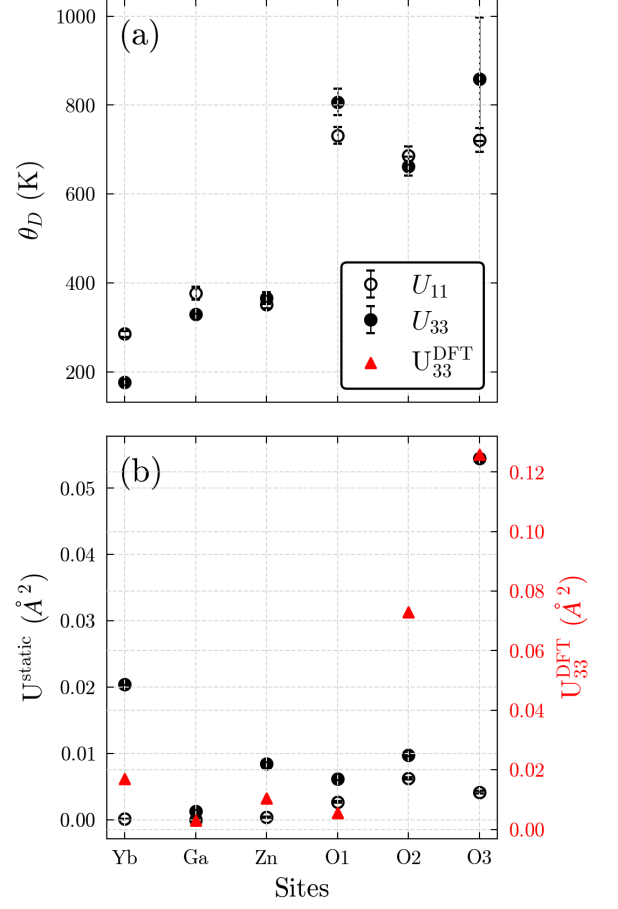 (a)
1000
800
600
400
200
θ_D (K)
U_11
U_33
U_33^DFT
(b)
0.05
0.04
0.03
0.02
0.01
0.00
U^static (Å^2)
0.12
0.10
0.08
0.06
0.04
0.02
0.00
U_33^DFT (Å^2)
Yb Ga Zn O1 O2 O3
Sites